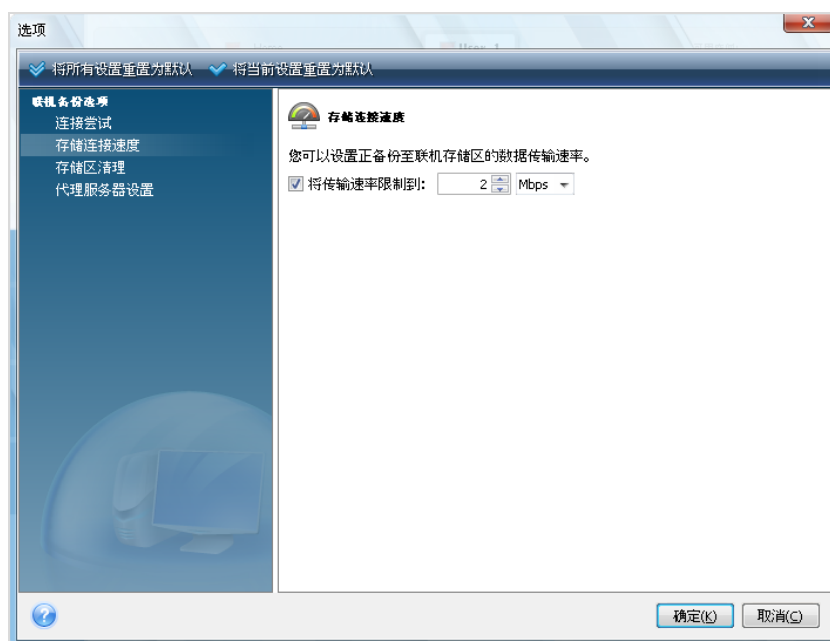 选项
将所有设置重置为默认 将当前设置重置为默认
联机备份选项
连接尝试
存储连接速度
存储区清理
代理服务器设置
存储连接速度
您可以设置正备份至联机存储区的数据传输速率。
将传输速率限制到: 2 Mbps
确定(K) 取消(C)